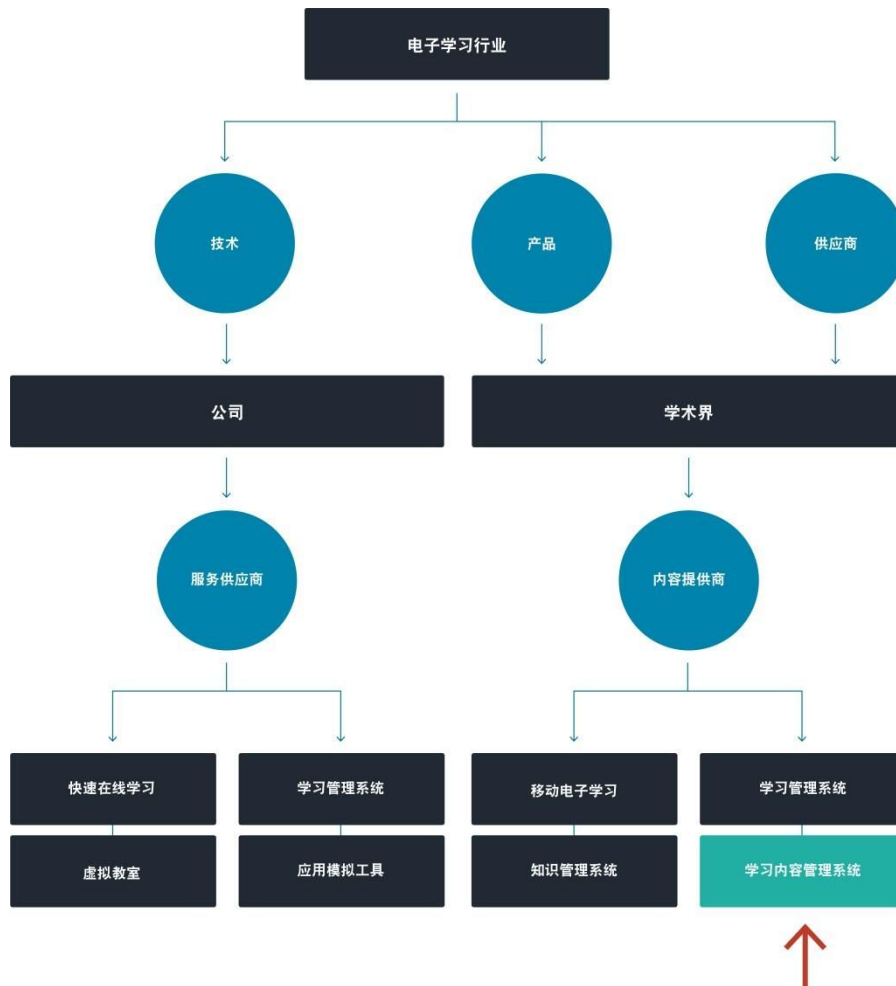 电子学习行业
技术
产品
供应商
公司
学术界
服务供应商
内容提供商
快速在线学习
学习管理系统
移动电子学习
学习管理系统
虚拟教室
应用模拟工具
知识管理系统
学习内容管理系统